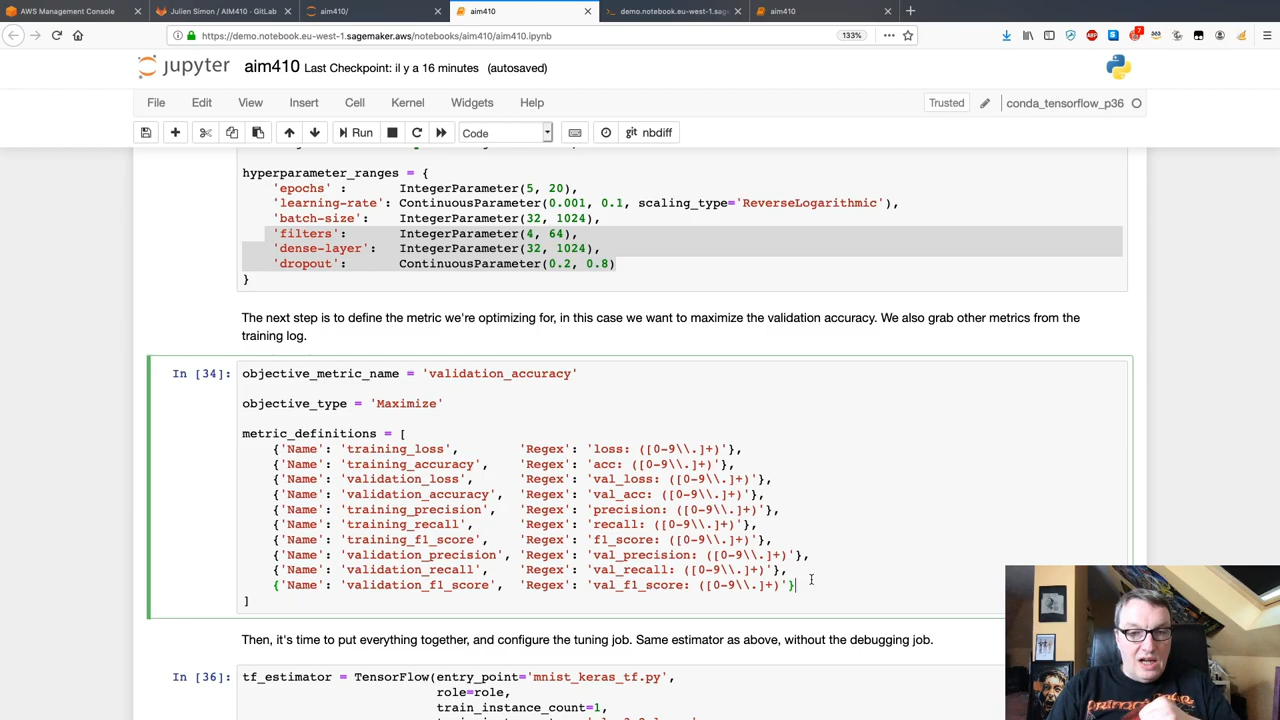 AWS Management Console
Julien Simon / AIM410 · GitLab
aim410/
aim410
demo.notebook.eu-west-1.sage
aim410
https://demo.notebook.eu-west-1.sagemaker.aws/notebooks/aim410/aim410.ipynb
133%
jupyter aim410 Last Checkpoint: il y a 16 minutes (autosaved)
File Edit View Insert Cell Kernel Widgets Help
Trusted conda_tensorflow_p36
Run Code nbdiff
hyperparameter_ranges = {
'epochs' : IntegerParameter(5, 20),
'learning-rate': ContinuousParameter(0.001, 0.1, scaling_type='ReverseLogarithmic'),
'batch-size': IntegerParameter(32, 1024),
'filters': IntegerParameter(4, 64),
'dense-layer': IntegerParameter(32, 1024),
'dropout': ContinuousParameter(0.2, 0.8)
}
The next step is to define the metric we're optimizing for, in this case we want to maximize the validation accuracy. We also grab other metrics from the
training log.
In [34]: objective_metric_name = 'validation_accuracy'
objective_type = 'Maximize'
metric_definitions = [
{'Name': 'training_loss', 'Regex': 'loss: ([0-9\\.]+)'},
{'Name': 'training_accuracy', 'Regex': 'acc: ([0-9\\.]+)'},
{'Name': 'validation_loss', 'Regex': 'val_loss: ([0-9\\.]+)'},
{'Name': 'validation_accuracy', 'Regex': 'val_acc: ([0-9\\.]+)'},
{'Name': 'training_precision', 'Regex': 'precision: ([0-9\\.]+)'},
{'Name': 'training_recall', 'Regex': 'recall: ([0-9\\.]+)'},
{'Name': 'training_f1_score', 'Regex': 'f1_score: ([0-9\\.]+)'},
{'Name': 'validation_precision', 'Regex': 'val_precision: ([0-9\\.]+)'},
{'Name': 'validation_recall', 'Regex': 'val_recall: ([0-9\\.]+)'},
{'Name': 'validation_f1_score', 'Regex': 'val_f1_score: ([0-9\\.]+)'}
]
Then, it's time to put everything together, and configure the tuning job. Same estimator as above, without the debugging job.
In [36]: tf_estimator = TensorFlow(entry_point='mnist_keras_tf.py',
role=role,
train_instance_count=1,